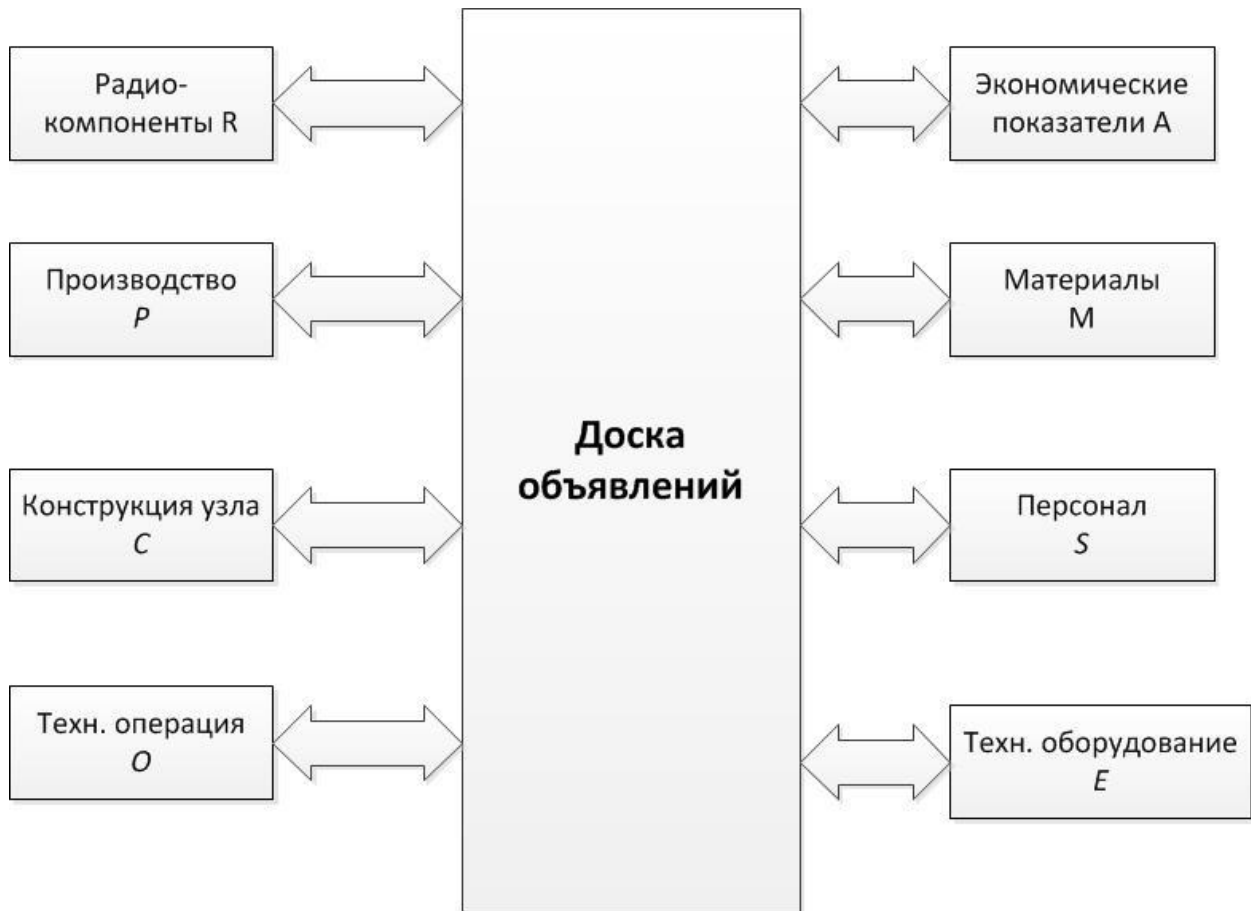 Радио-
компоненты R
Производство
P
Конструкция узла
C
Техн. операция
O
Доска
объявлений
Экономические
показатели A
Материалы
M
Персонал
S
Техн. оборудование
E